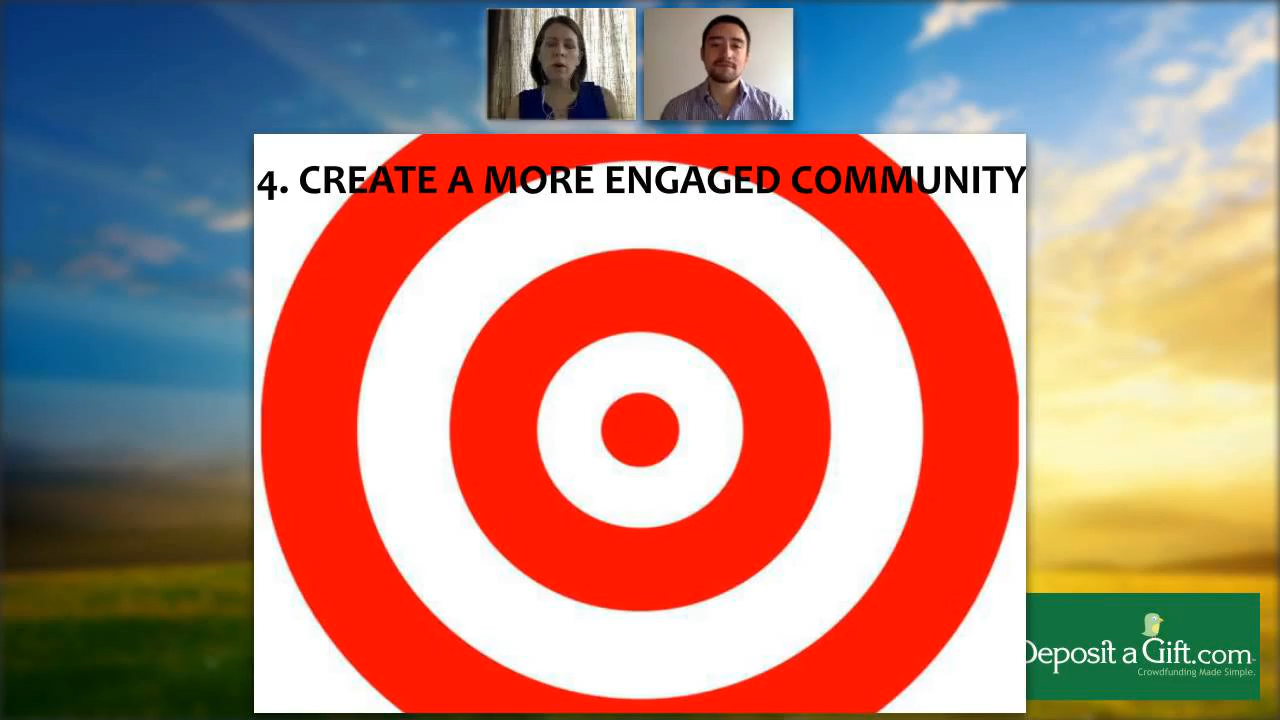 4. CREATE A MORE ENGAGED COMMUNITY
Deposit a Gift.com
Crowdfunding Made Simple.